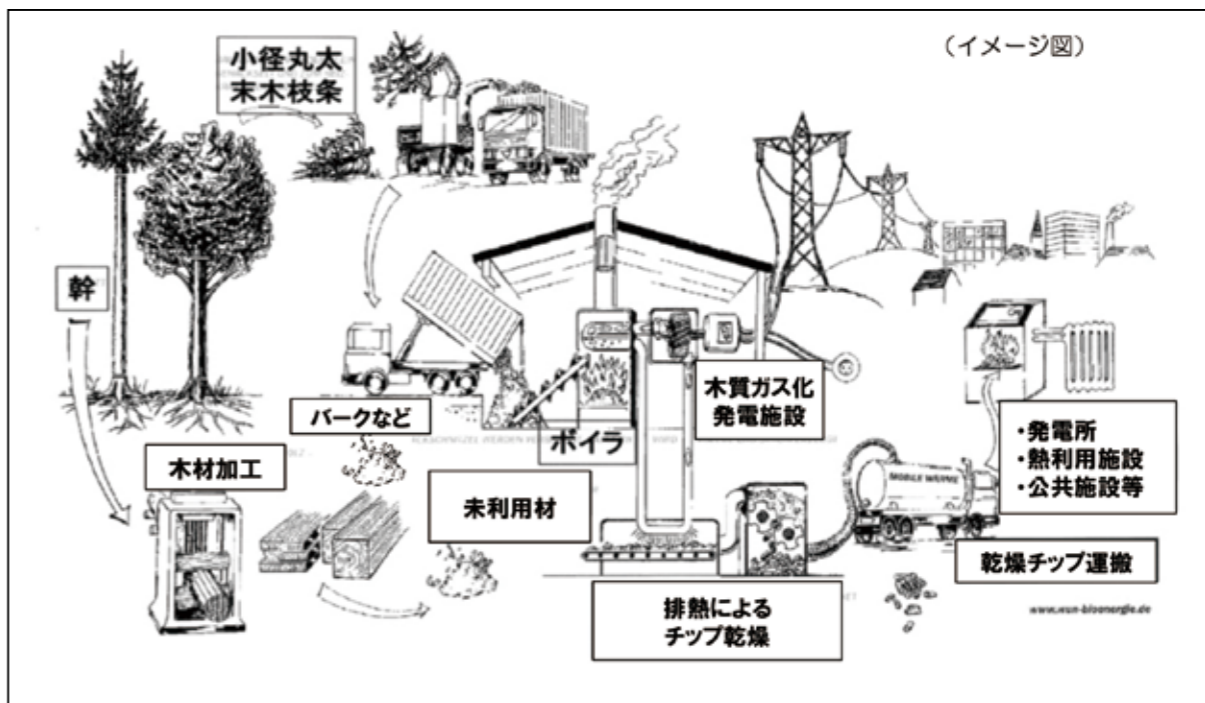 (イメージ図)
小径丸太
末木枝条
幹
バークなど
木質ガス化
発電施設
ボイラ
木材加工
未利用材
・発電所
・熱利用施設
・公共施設等
MOBILE WÄRME
乾燥チップ運搬
排熱による
チップ乾燥
www.wun-bioenergie.de